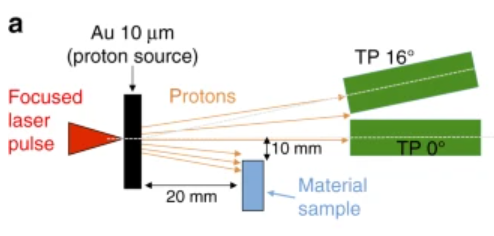 a
Au 10 μm
(proton source)
TP 16°
Focused
laser
pulse
Protons
TP 0°
10 mm
20 mm
Material
sample